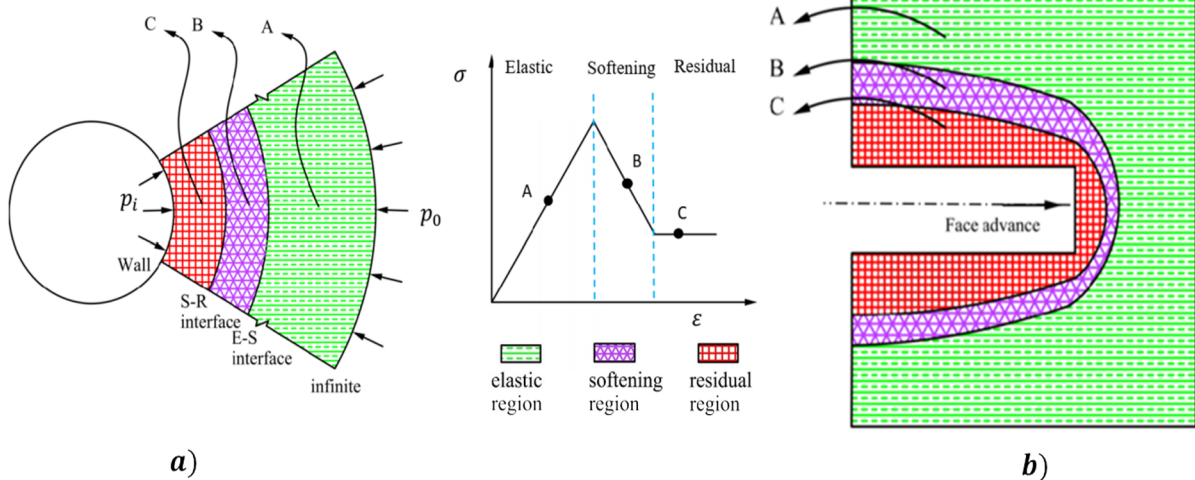 C
B
A
p_i
p_0
Wall
S-R
interface
E-S
interface
infinite
a)
σ
Elastic
Softening
Residual
A
B
C
ε
elastic
region
softening
region
residual
region
A
B
C
Face advance
b)